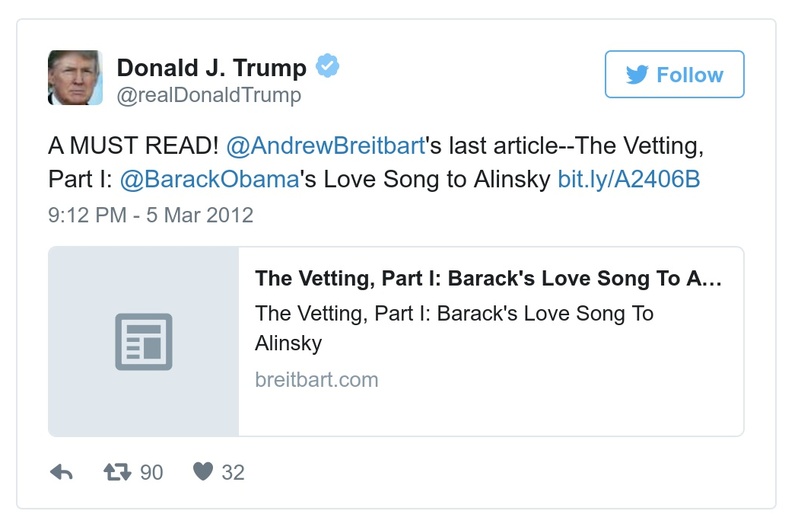 Donald J. Trump
@realDonaldTrump
Follow
A MUST READ! @AndrewBreitbart's last article--The Vetting,
Part I: @BarackObama's Love Song to Alinsky bit.ly/A2406B
9:12 PM - 5 Mar 2012
The Vetting, Part I: Barack's Love Song To A...
The Vetting, Part I: Barack's Love Song To
Alinsky
breitbart.com
90
32